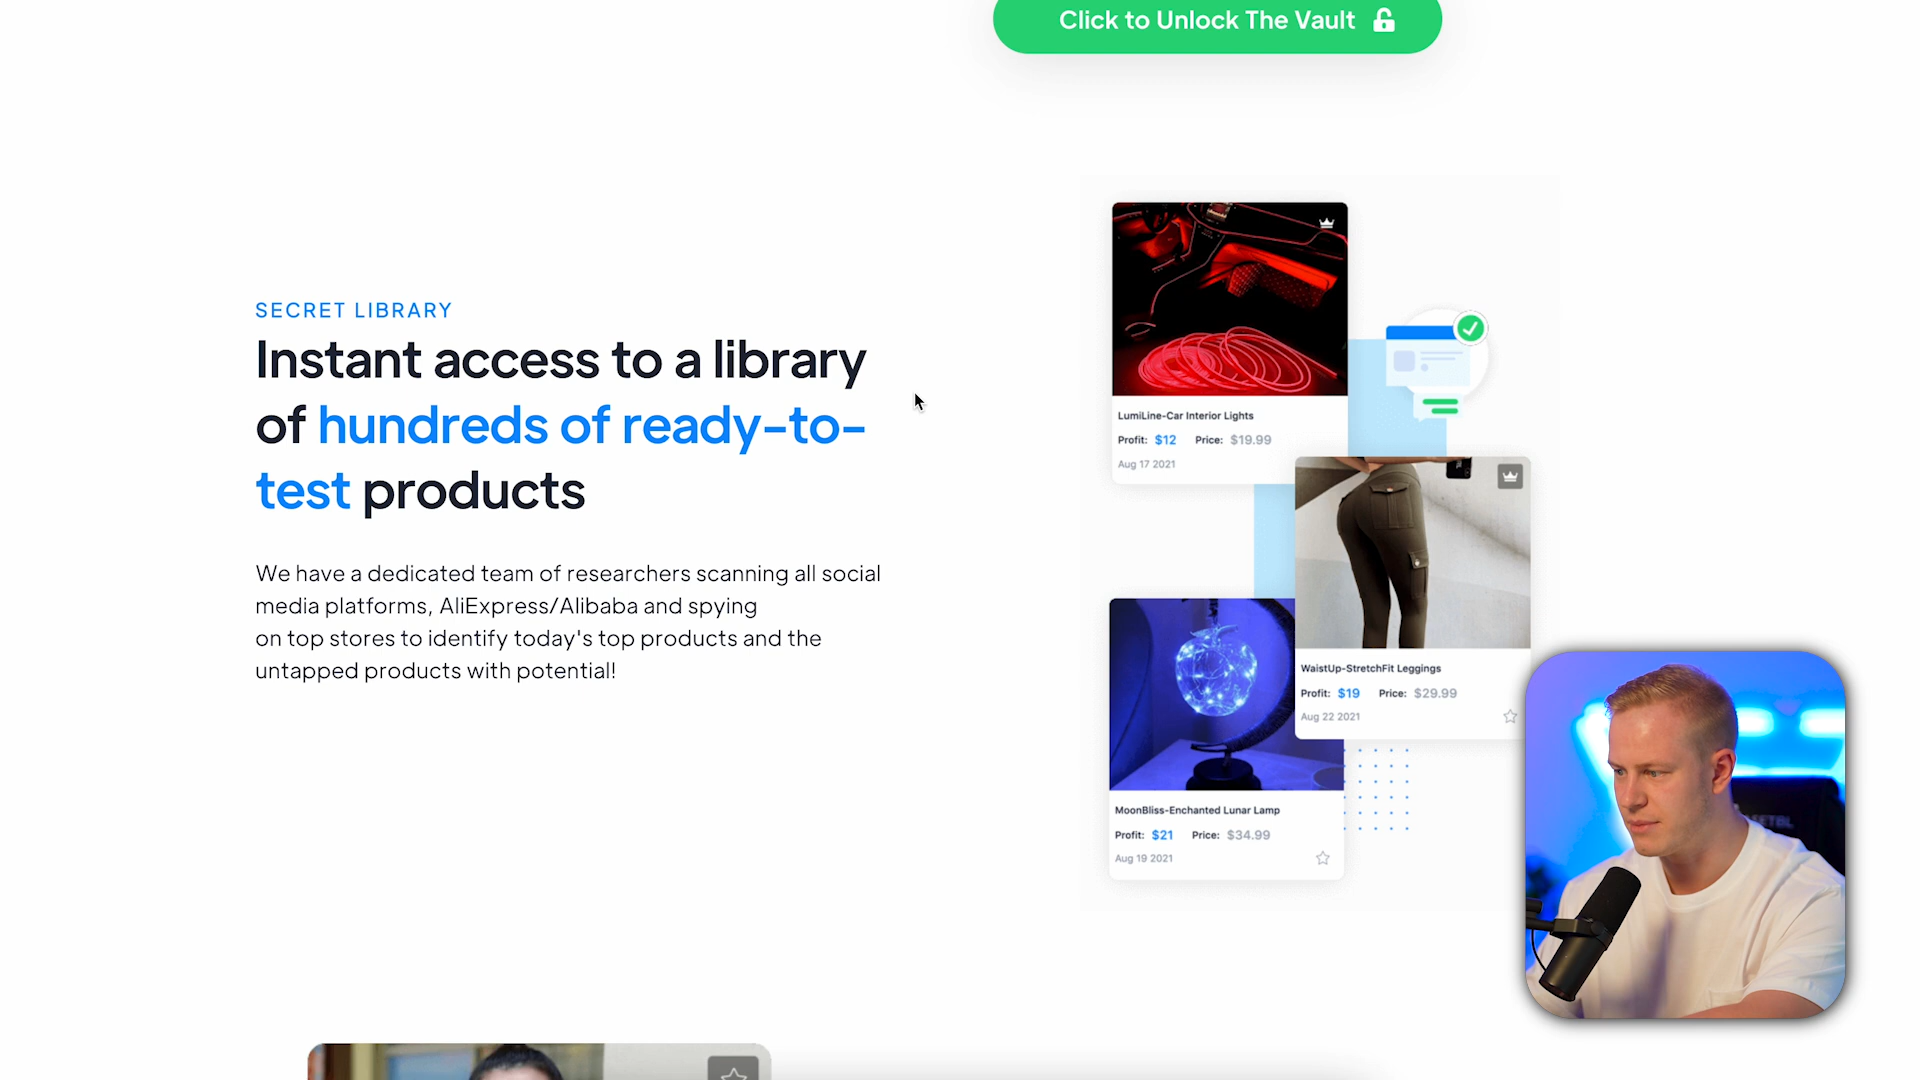 Click to Unlock The Vault
SECRET LIBRARY
Instant access to a library
of hundreds of ready-to-
test products
We have a dedicated team of researchers scanning all social
media platforms, AliExpress/Alibaba and spying
on top stores to identify today's top products and the
untapped products with potential!
LumiLine-Car Interior Lights
Profit: $12 Price: $19.99
Aug 17 2021
WaistUp-StretchFit Leggings
Profit: $19 Price: $29.99
Aug 22 2021
MoonBliss-Enchanted Lunar Lamp
Profit: $21 Price: $34.99
Aug 19 2021